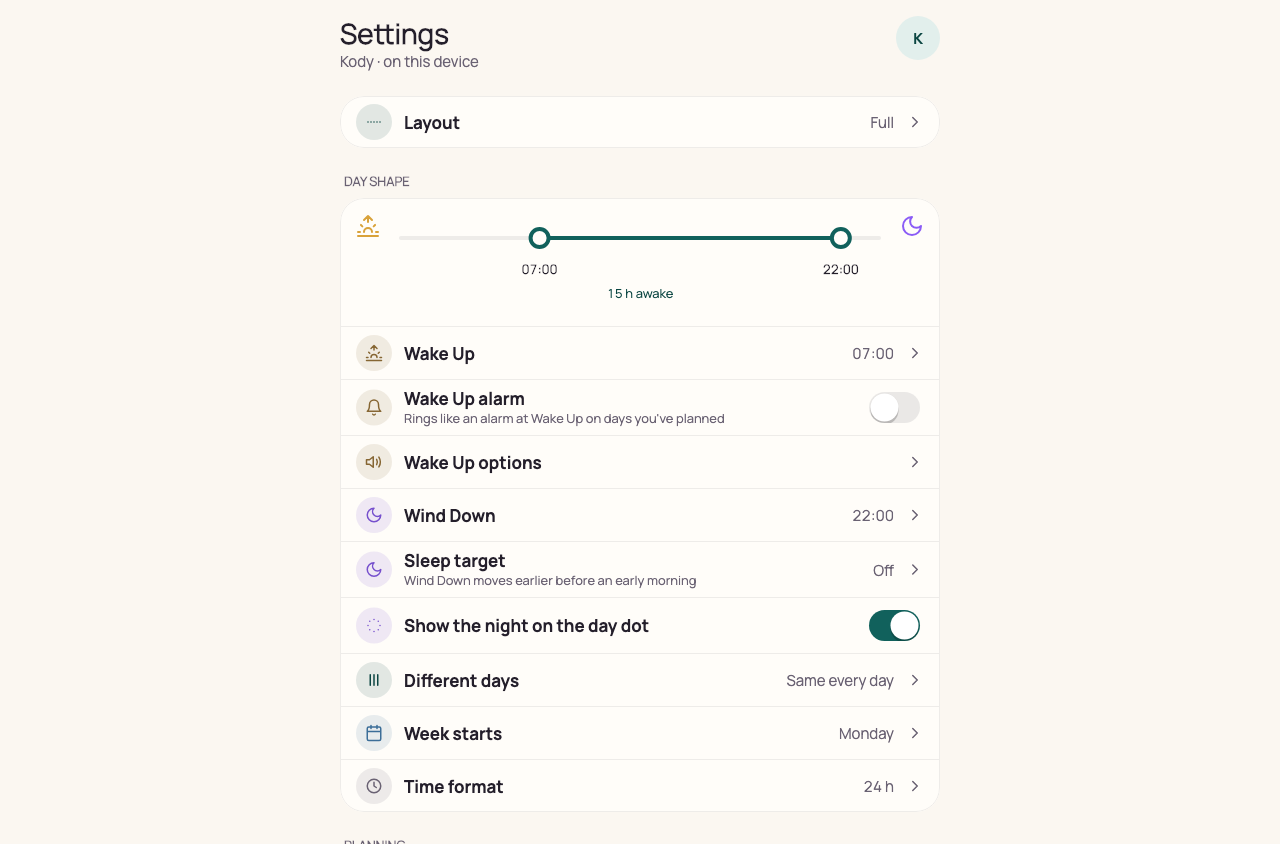 Settings
Kody · on this device
K
Layout
Full
DAY SHAPE
07:00
22:00
15 h awake
Wake Up
07:00
Wake Up alarm
Rings like an alarm at Wake Up on days you've planned
Wake Up options
Wind Down
22:00
Sleep target
Wind Down moves earlier before an early morning
Off
Show the night on the day dot
Different days
Same every day
Week starts
Monday
Time format
24 h
PLANNING